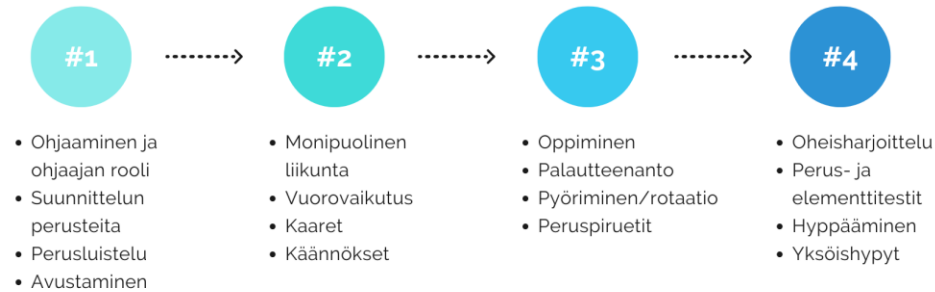 #1
#2
#3
#4
• Ohjaaminen ja
ohjaajan rooli
• Suunnittelun
perusteita
• Perusluistelu
• Avustaminen
• Monipuolinen
liikunta
• Vuorovaikutus
• Kaaret
• Käännökset
• Oppiminen
• Palautteenanto
• Pyöriminen/rotaatio
• Peruspiruetit
• Oheisharjoittelu
• Perus- ja
elementtitestit
• Hyppääminen
• Yksöishypyt